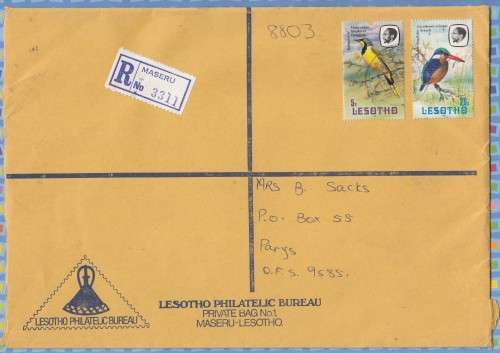 8803
R
MASERU
No 3311
5s
LESOTHO
LESOTHO
Mrs B. Sacks
P.O. Box 55
Parys
O.F.S. 9585.
LESOTHO PHILATELIC BUREAU
LESOTHO PHILATELIC BUREAU
PRIVATE BAG No.1.
MASERU-LESOTHO.